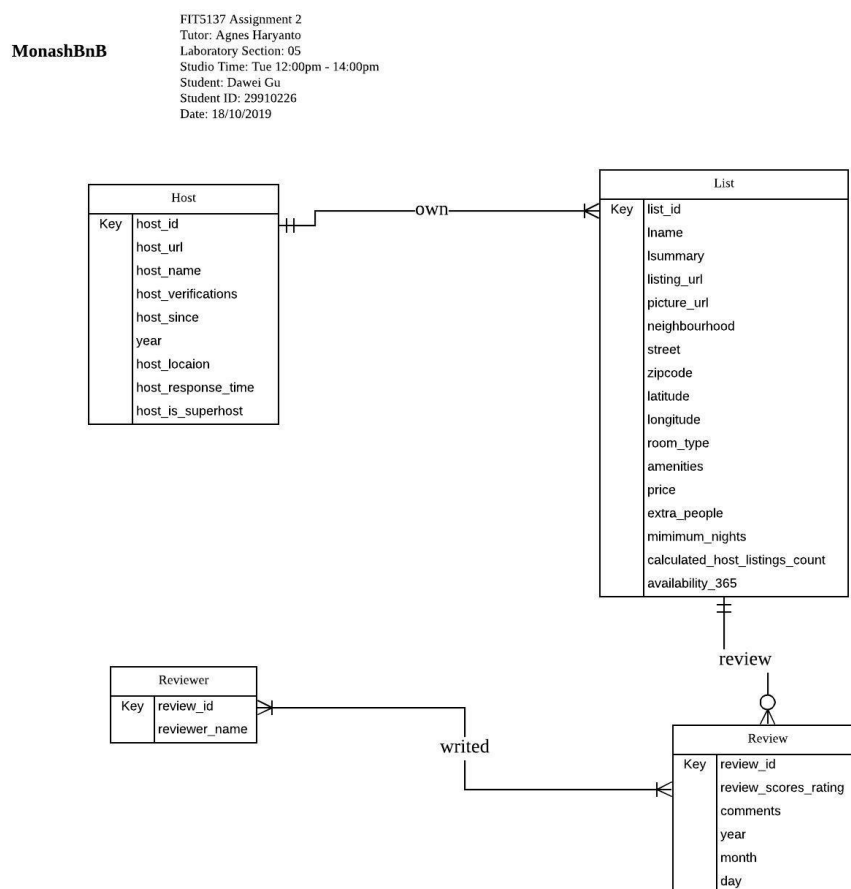 MonashBnB
FIT5137 Assignment 2
Tutor: Agnes Haryanto
Laboratory Section: 05
Studio Time: Tue 12:00pm - 14:00pm
Student: Dawei Gu
Student ID: 29910226
Date: 18/10/2019
Host
Key host_id
host_url
host_name
host_verifications
host_since
year
host_locaion
host_response_time
host_is_superhost
own
List
Key list_id
lname
lsummary
listing_url
picture_url
neighbourhood
street
zipcode
latitude
longitude
room_type
amenities
price
extra_people
mimimum_nights
calculated_host_listings_count
availability_365
review
Reviewer
Key review_id
reviewer_name
writed
Review
Key review_id
review_scores_rating
comments
year
month
day